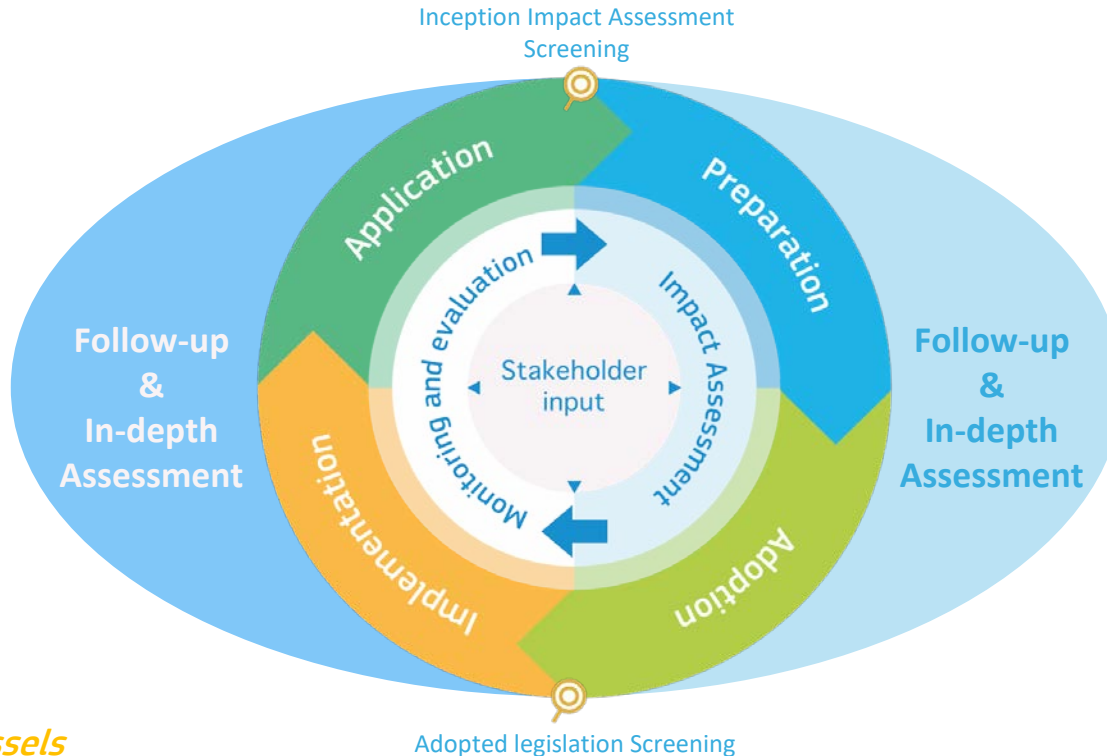 Inception Impact Assessment
Screening
Application
Preparation
Monitoring and evaluation
Impact Assessment
Stakeholder
input
Follow-up
&
In-depth
Assessment
Follow-up
&
In-depth
Assessment
Implementation
Adoption
ssels
Adopted legislation Screening